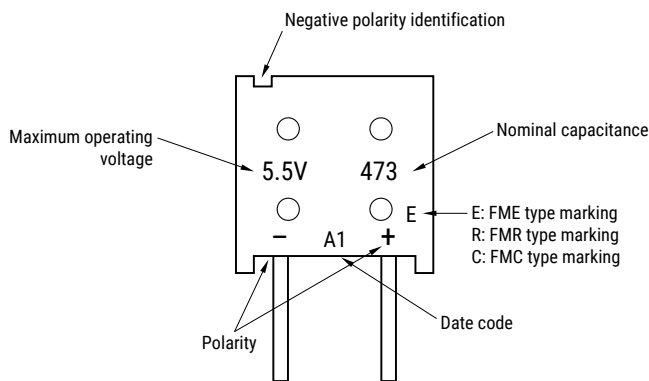 Negative polarity identification
Maximum operating
voltage
Nominal capacitance
5.5V
473
E
E: FME type marking
R: FMR type marking
C: FMC type marking
−
A1
+
Date code
Polarity